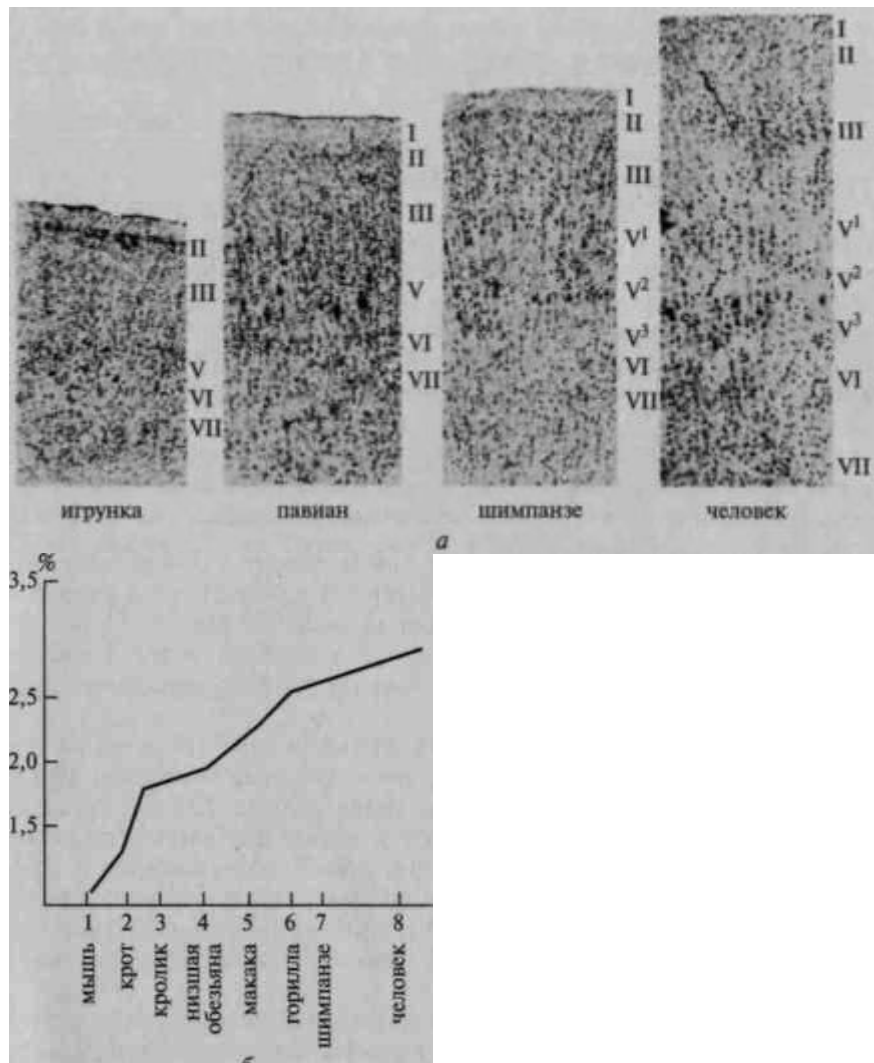 I
II
III
V¹
V²
V³
VI
VII
I
II
III
V¹
V²
V³
VI
VII
I
II
III
V
VI
VII
II
III
V
VI
VII
игрунка
павиан
шимпанзе
человек
а
%
3,5
2,5
2,0
1,5
1
2
3
4
5
6
7
8
мышь
крот
кролик
низшая
обезьяна
макака
горилла
шимпанзе
человек